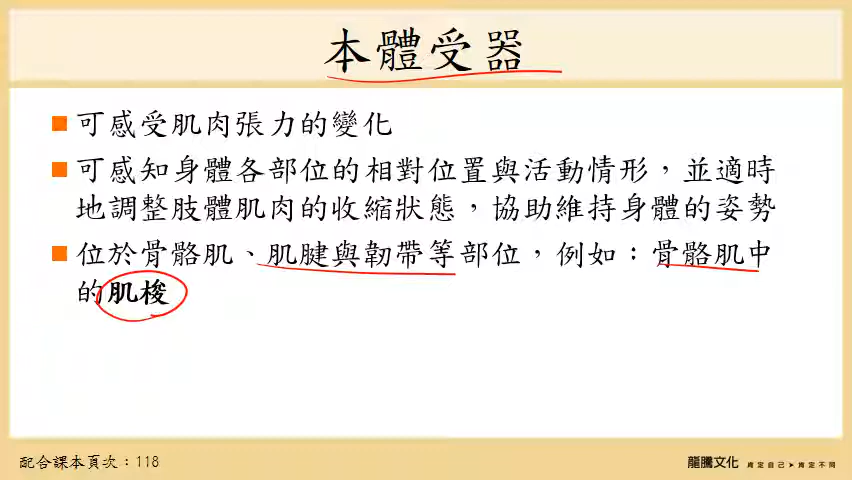 本體受器
可感受肌肉張力的變化
可感知身體各部位的相對位置與活動情形，並適時
地調整肢體肌肉的收縮狀態，協助維持身體的姿勢
位於骨骼肌、肌腱與韌帶等部位，例如：骨骼肌中
的肌梭
配合課本頁次：118
龍騰文化 肯定自己➤肯定不同